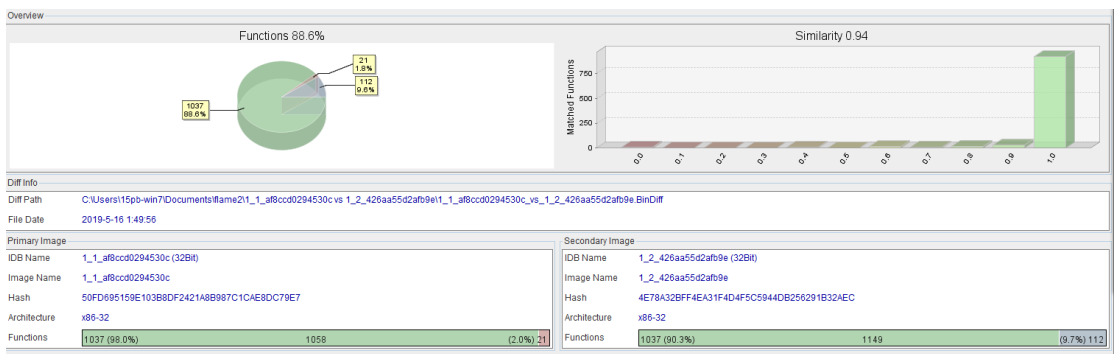 Overview
Functions 88.6%
21
1.8%
112
9.6%
1037
88.6%
Similarity 0.94
Matched Functions
750
500
250
0
0.0 0.1 0.2 0.3 0.4 0.5 0.6 0.7 0.8 0.9 1.0
Diff Info
Diff Path C:\Users\15pb-win7\Documents\flame2\1_1_af8ccd0294530c vs 1_2_426aa55d2afb9e\1_1_af8ccd0294530c_vs_1_2_426aa55d2afb9e.BinDiff
File Date 2019-5-16 1:49:56
Primary Image
IDB Name 1_1_af8ccd0294530c (32Bit)
Image Name 1_1_af8ccd0294530c
Hash 50FD695159E103B8DF2421A8B987C1CAE8DC79E7
Architecture x86-32
Functions 1037 (98.0%) 1058 (2.0%) 21
Secondary Image
IDB Name 1_2_426aa55d2afb9e (32Bit)
Image Name 1_2_426aa55d2afb9e
Hash 4E78A32BFF4EA31F4D4F5C5944DB256291B32AEC
Architecture x86-32
Functions 1037 (90.3%) 1149 (9.7%) 112